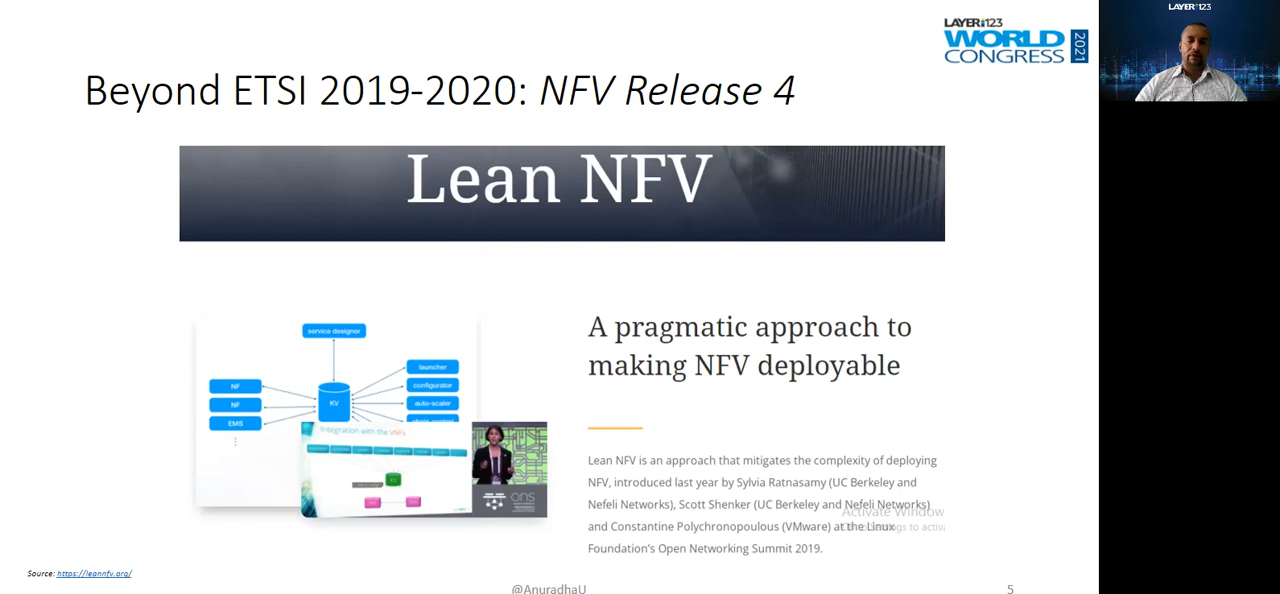 LAYER123
WORLD
CONGRESS
2021
LAYER123
Beyond ETSI 2019-2020: NFV Release 4
Lean NFV
service designer
launcher
NF
configurator
KV
NF
auto-scaler
EMS
Integration with the VNFs
ons
A pragmatic approach to
making NFV deployable
Lean NFV is an approach that mitigates the complexity of deploying
NFV, introduced last year by Sylvia Ratnasamy (UC Berkeley and
Nefeli Networks), Scott Shenker (UC Berkeley and Nefeli Networks)
and Constantine Polychronopoulous (VMware) at the Linux
Foundation's Open Networking Summit 2019.
Activate Window
Source: https://leannfv.org/
@AnuradhaU
5